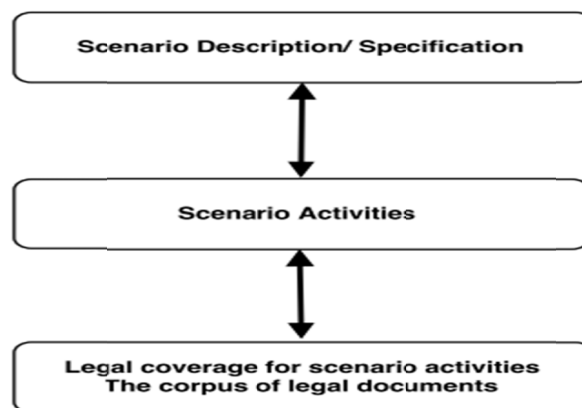 Scenario Description/ Specification
Scenario Activities
Legal coverage for scenario activities
The corpus of legal documents